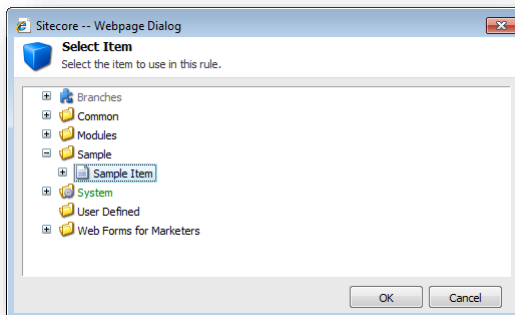 Sitecore -- Webpage Dialog
Select Item
Select the item to use in this rule.
Branches
Common
Modules
Sample
Sample Item
System
User Defined
Web Forms for Marketers
OK
Cancel